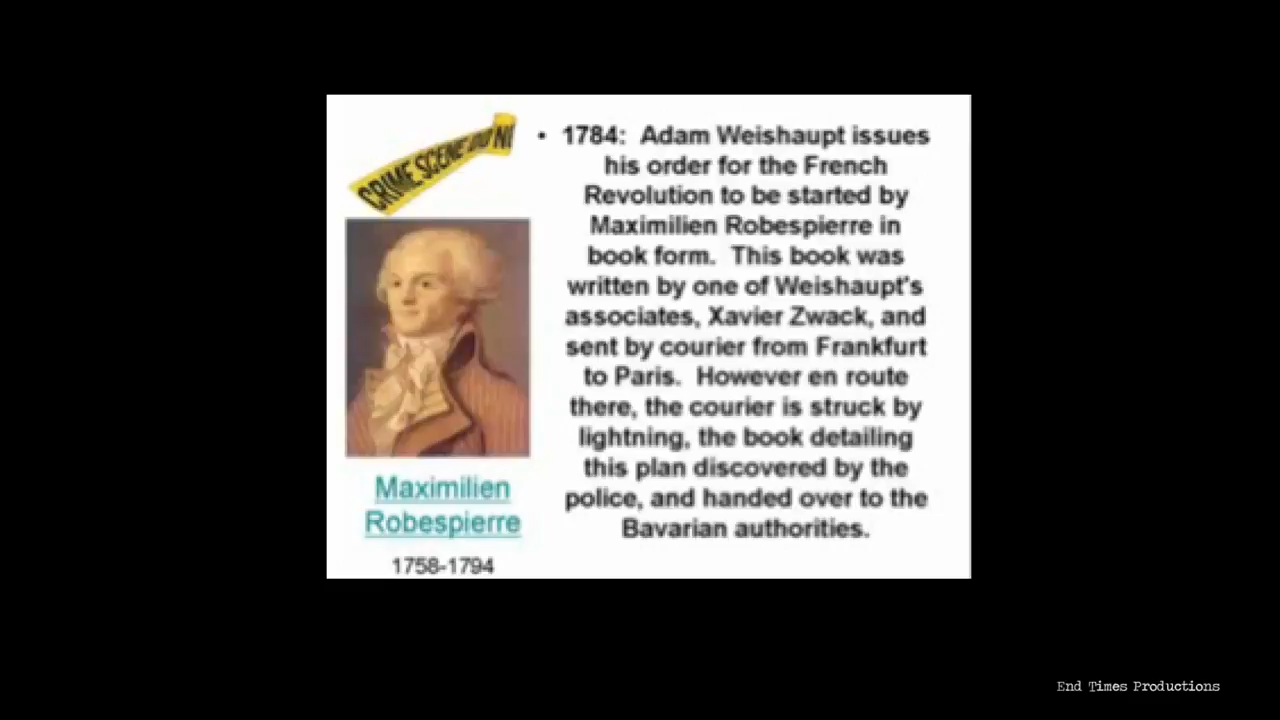 CRIME SCENE DO N
• 1784: Adam Weishaupt issues
his order for the French
Revolution to be started by
Maximilien Robespierre in
book form. This book was
written by one of Weishaupt's
associates, Xavier Zwack, and
sent by courier from Frankfurt
to Paris. However en route
there, the courier is struck by
lightning, the book detailing
this plan discovered by the
police, and handed over to the
Bavarian authorities.
Maximilien
Robespierre
1758-1794
End Times Productions